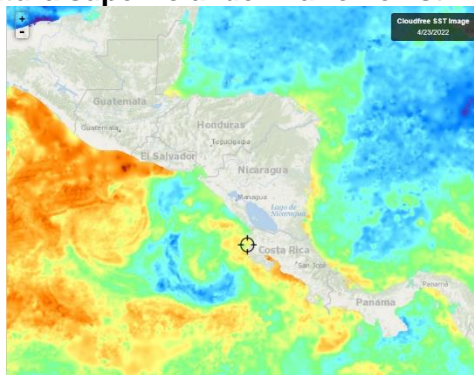 +
Cloudfree SST Image
-
4/23/2022
Guatemala
Honduras
Guatemala
Tegucigalpa
El Salvador
Nicaragua
Managua
Lago de
Nicaragua
Costa Rica
San José
Panamá
Panama